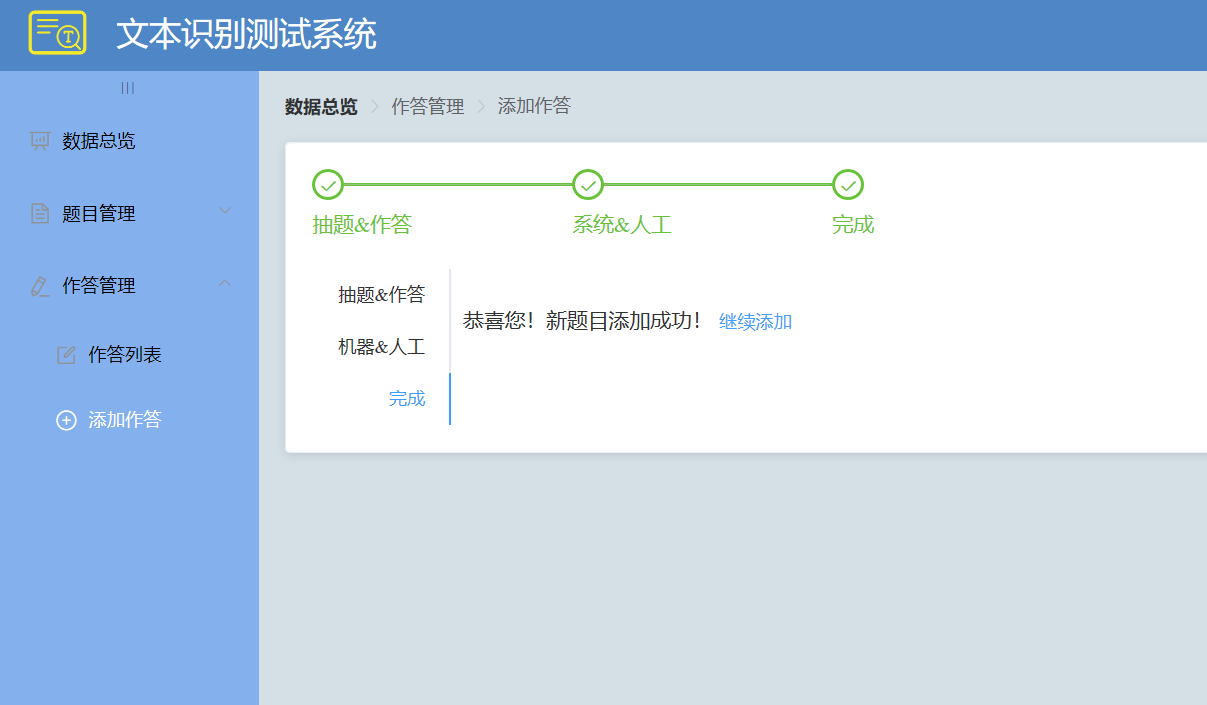 文本识别测试系统
|||
数据总览
题目管理
作答管理
作答列表
添加作答
数据总览 > 作答管理 > 添加作答
抽题&作答
系统&人工
完成
抽题&作答
机器&人工
完成
恭喜您！新题目添加成功！ 继续添加